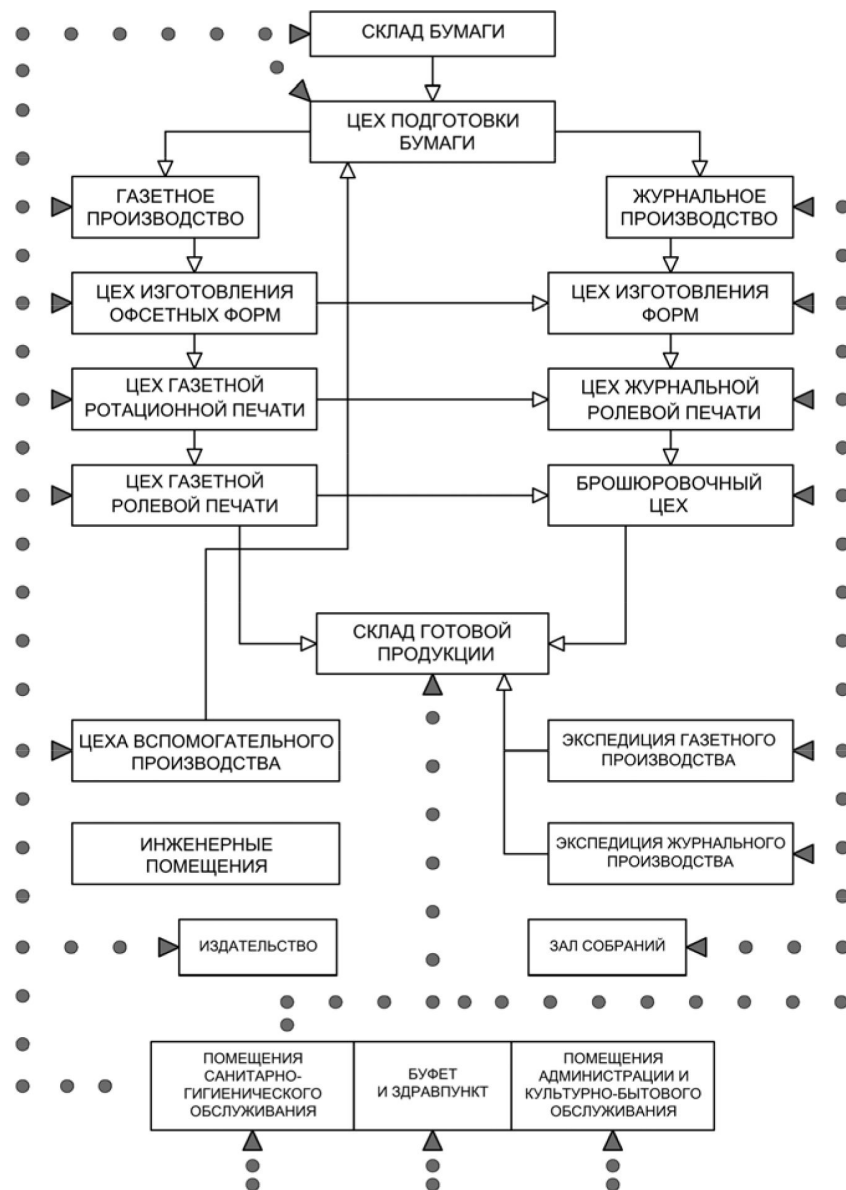 СКЛАД БУМАГИ
ЦЕХ ПОДГОТОВКИ
БУМАГИ
ГАЗЕТНОЕ
ПРОИЗВОДСТВО
ЖУРНАЛЬНОЕ
ПРОИЗВОДСТВО
ЦЕХ ИЗГОТОВЛЕНИЯ
ОФСЕТНЫХ ФОРМ
ЦЕХ ИЗГОТОВЛЕНИЯ
ФОРМ
ЦЕХ ГАЗЕТНОЙ
РОТАЦИОННОЙ ПЕЧАТИ
ЦЕХ ЖУРНАЛЬНОЙ
РОЛЕВОЙ ПЕЧАТИ
ЦЕХ ГАЗЕТНОЙ
РОЛЕВОЙ ПЕЧАТИ
БРОШЮРОВОЧНЫЙ
ЦЕХ
СКЛАД ГОТОВОЙ
ПРОДУКЦИИ
ЦЕХА ВСПОМОГАТЕЛЬНОГО
ПРОИЗВОДСТВА
ЭКСПЕДИЦИЯ ГАЗЕТНОГО
ПРОИЗВОДСТВА
ИНЖЕНЕРНЫЕ
ПОМЕЩЕНИЯ
ЭКСПЕДИЦИЯ ЖУРНАЛЬНОГО
ПРОИЗВОДСТВА
ИЗДАТЕЛЬСТВО
ЗАЛ СОБРАНИЙ
ПОМЕЩЕНИЯ
САНИТАРНО-
ГИГИЕНИЧЕСКОГО
ОБСЛУЖИВАНИЯ
БУФЕТ
И ЗДРАВПУНКТ
ПОМЕЩЕНИЯ
АДМИНИСТРАЦИИ И
КУЛЬТУРНО-БЫТОВОГО
ОБСЛУЖИВАНИЯ